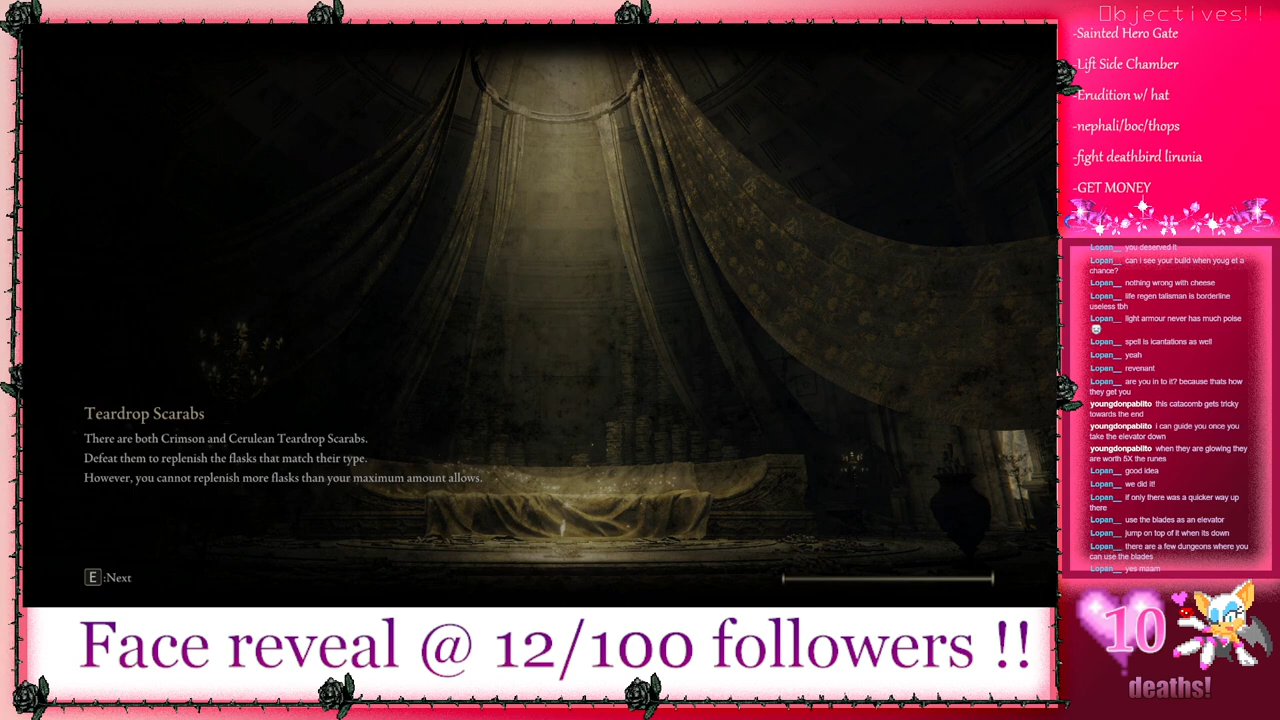 Objectives!!
-Sainted Hero Gate
-Lift Side Chamber
-Erudition w/ hat
-nephali/boc/thops
-fight deathbird lirunia
-GET MONEY
Lopan__ you deserved it
Lopan__ can i see your build when youg et a
chance?
Lopan__ nothing wrong with cheese
Lopan__ life regen talisman is borderline
useless tbh
Lopan__ light armour never has much poise
Lopan__ spell is icantations as well
Lopan__ yeah
Lopan__ revenant
Lopan__ are you in to it? because thats how
they get you
youngdonpabiito this catacomb gets tricky
towards the end
youngdonpabiito i can guide you once you
take the elevator down
youngdonpabiito when they are glowing they
are worth 5X the runes
Lopan__ good idea
Lopan__ we did it!
Lopan__ if only there was a quicker way up
there
Lopan__ use the blades as an elevator
Lopan__ jump on top of it when its down
Lopan__ there are a few dungeons where you
can use the blades
Lopan__ yes maam
Teardrop Scarabs
There are both Crimson and Cerulean Teardrop Scarabs.
Defeat them to replenish the flasks that match their type.
However, you cannot replenish more flasks than your maximum amount allows.
E :Next
Face reveal @ 12/100 followers !!
10
deaths!